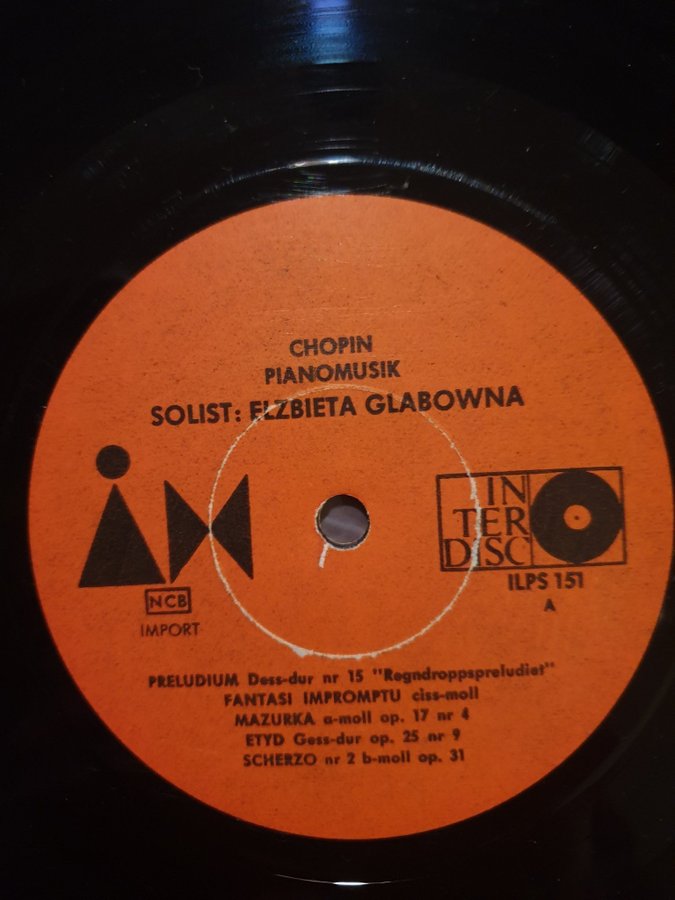 CHOPIN
PIANOMUSIK
SOLIST: ELZBIETA GLABOWNA
IN
TER
DISC
ILPS 151
A
NCB
IMPORT
PRELUDIUM Dess-dur nr 15 "Regndroppspreludiet"
FANTASI IMPROMPTU ciss-moll
MAZURKA a-moll op. 17 nr 4
ETYD Gess-dur op. 25 nr 9
SCHERZO nr 2 b-moll op. 31